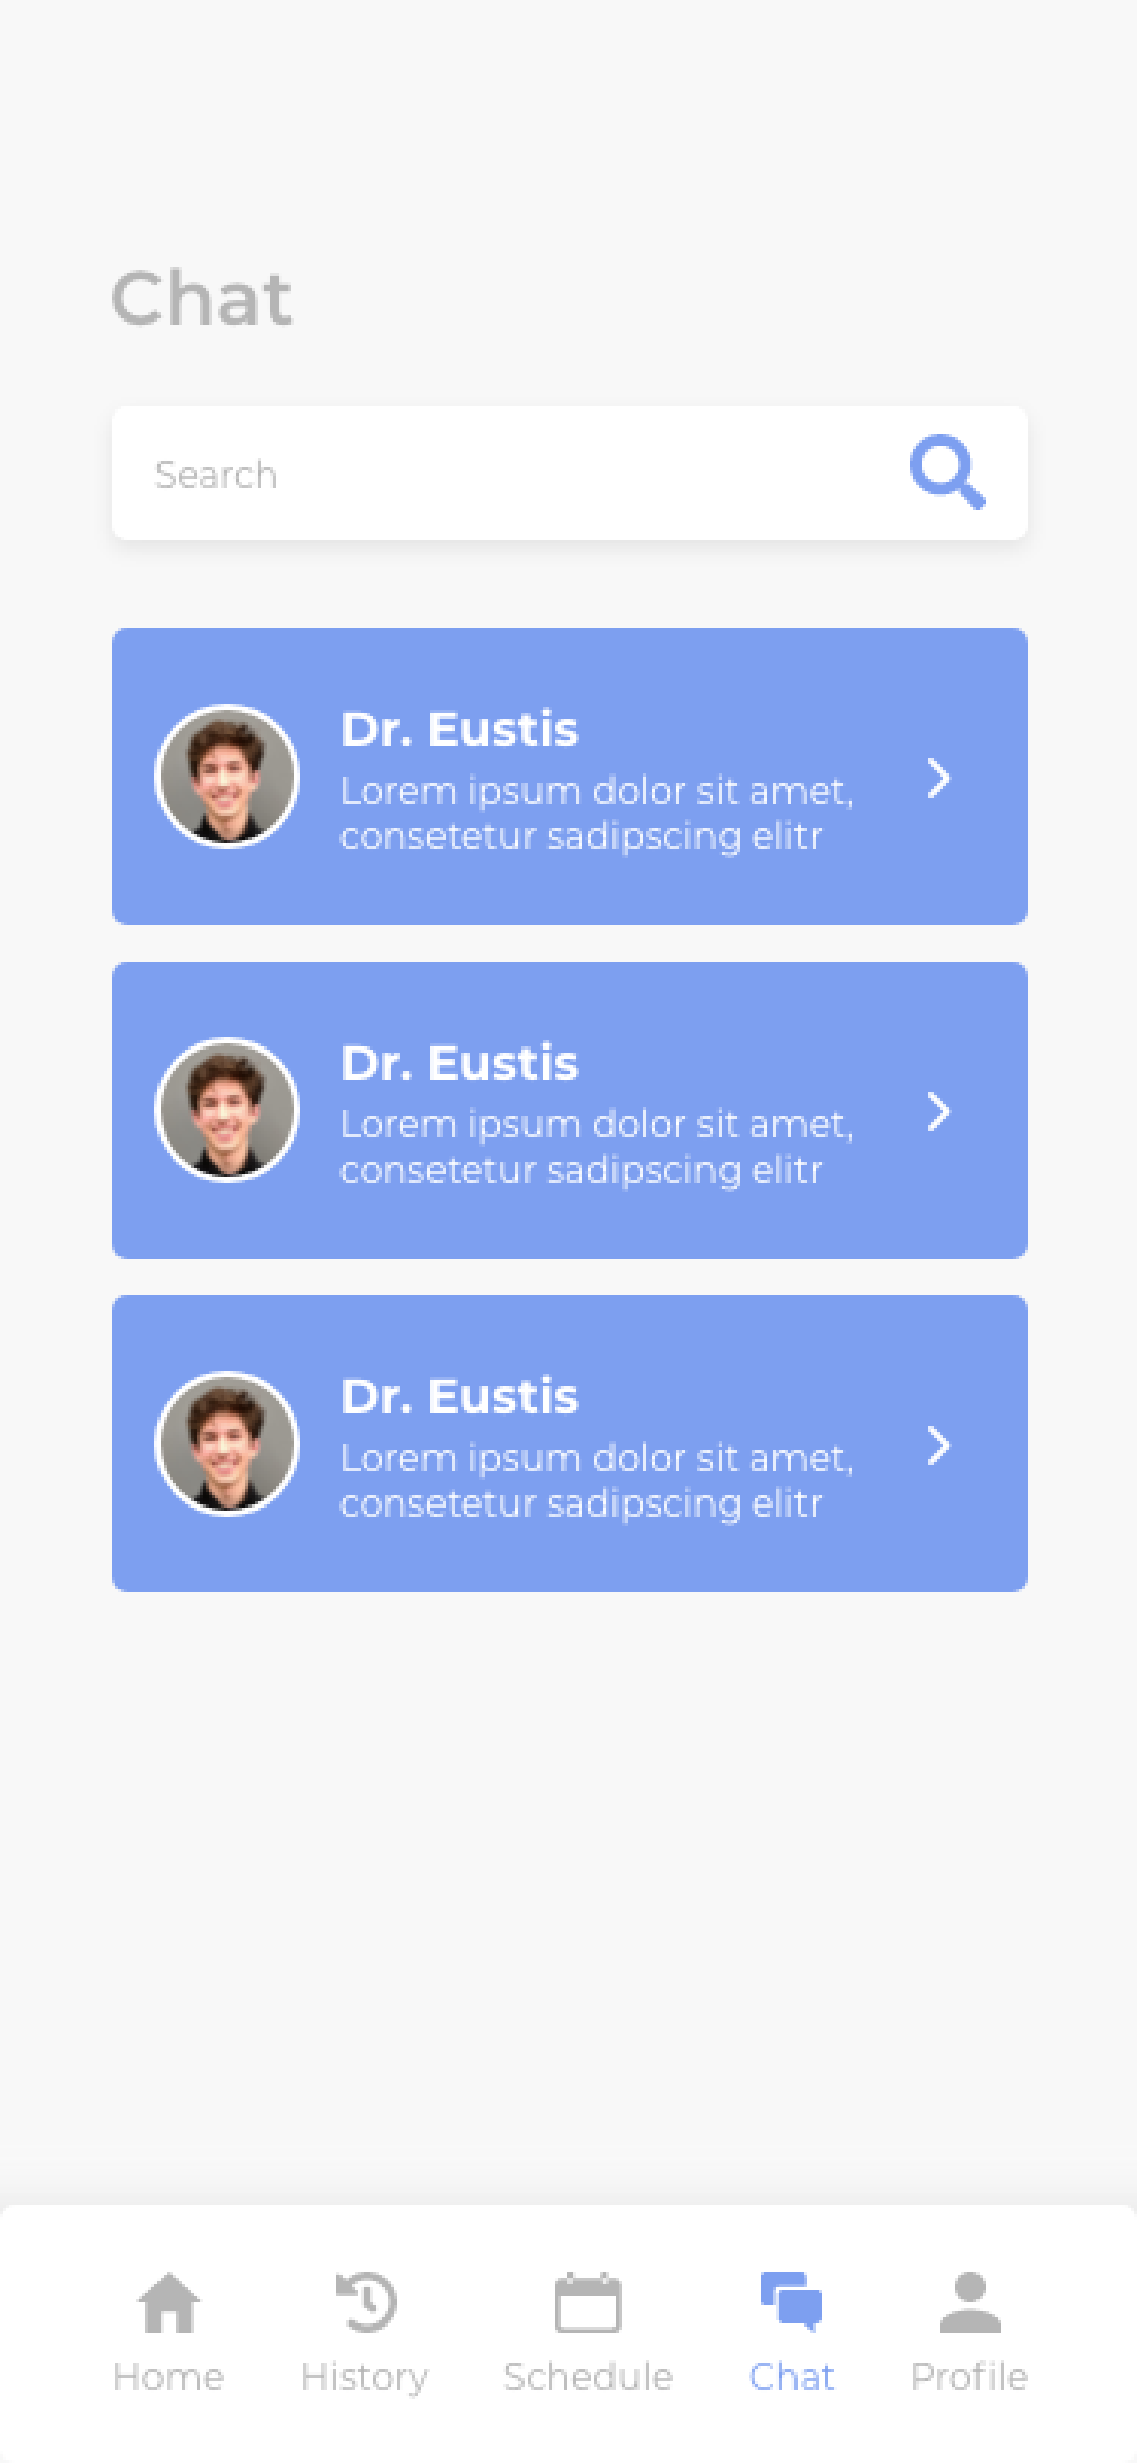 Chat
Search
Dr. Eustis
Lorem ipsum dolor sit amet,
consetetur sadipscing elitr
Dr. Eustis
Lorem ipsum dolor sit amet,
consetetur sadipscing elitr
Dr. Eustis
Lorem ipsum dolor sit amet,
consetetur sadipscing elitr
Home History Schedule Chat Profile